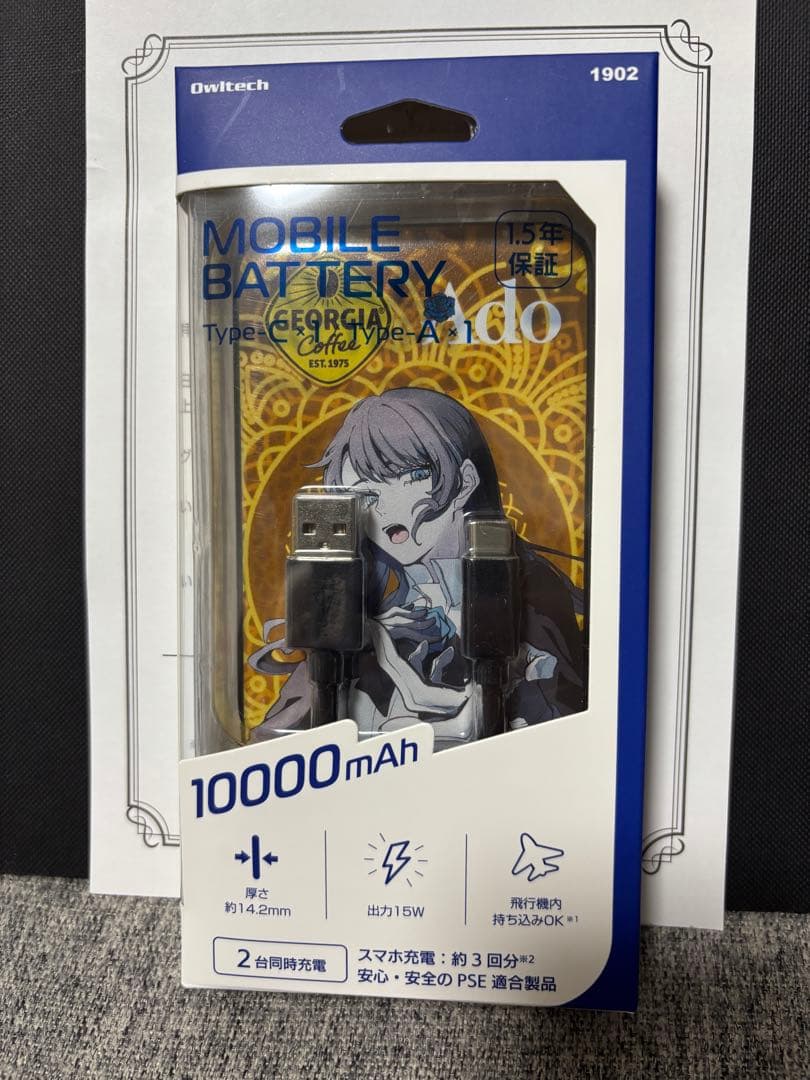 Owltech
1902
MOBILE
BATTERY
1.5年
保証
Type-C×1 Type-A×1
GEORGIA®
Coffee
EST. 1975
Ado
10000mAh
厚さ
約14.2mm
出力15W
飛行機内
持ち込みOK※1
2台同時充電
スマホ充電：約3回分※2
安心・安全のPSE適合製品